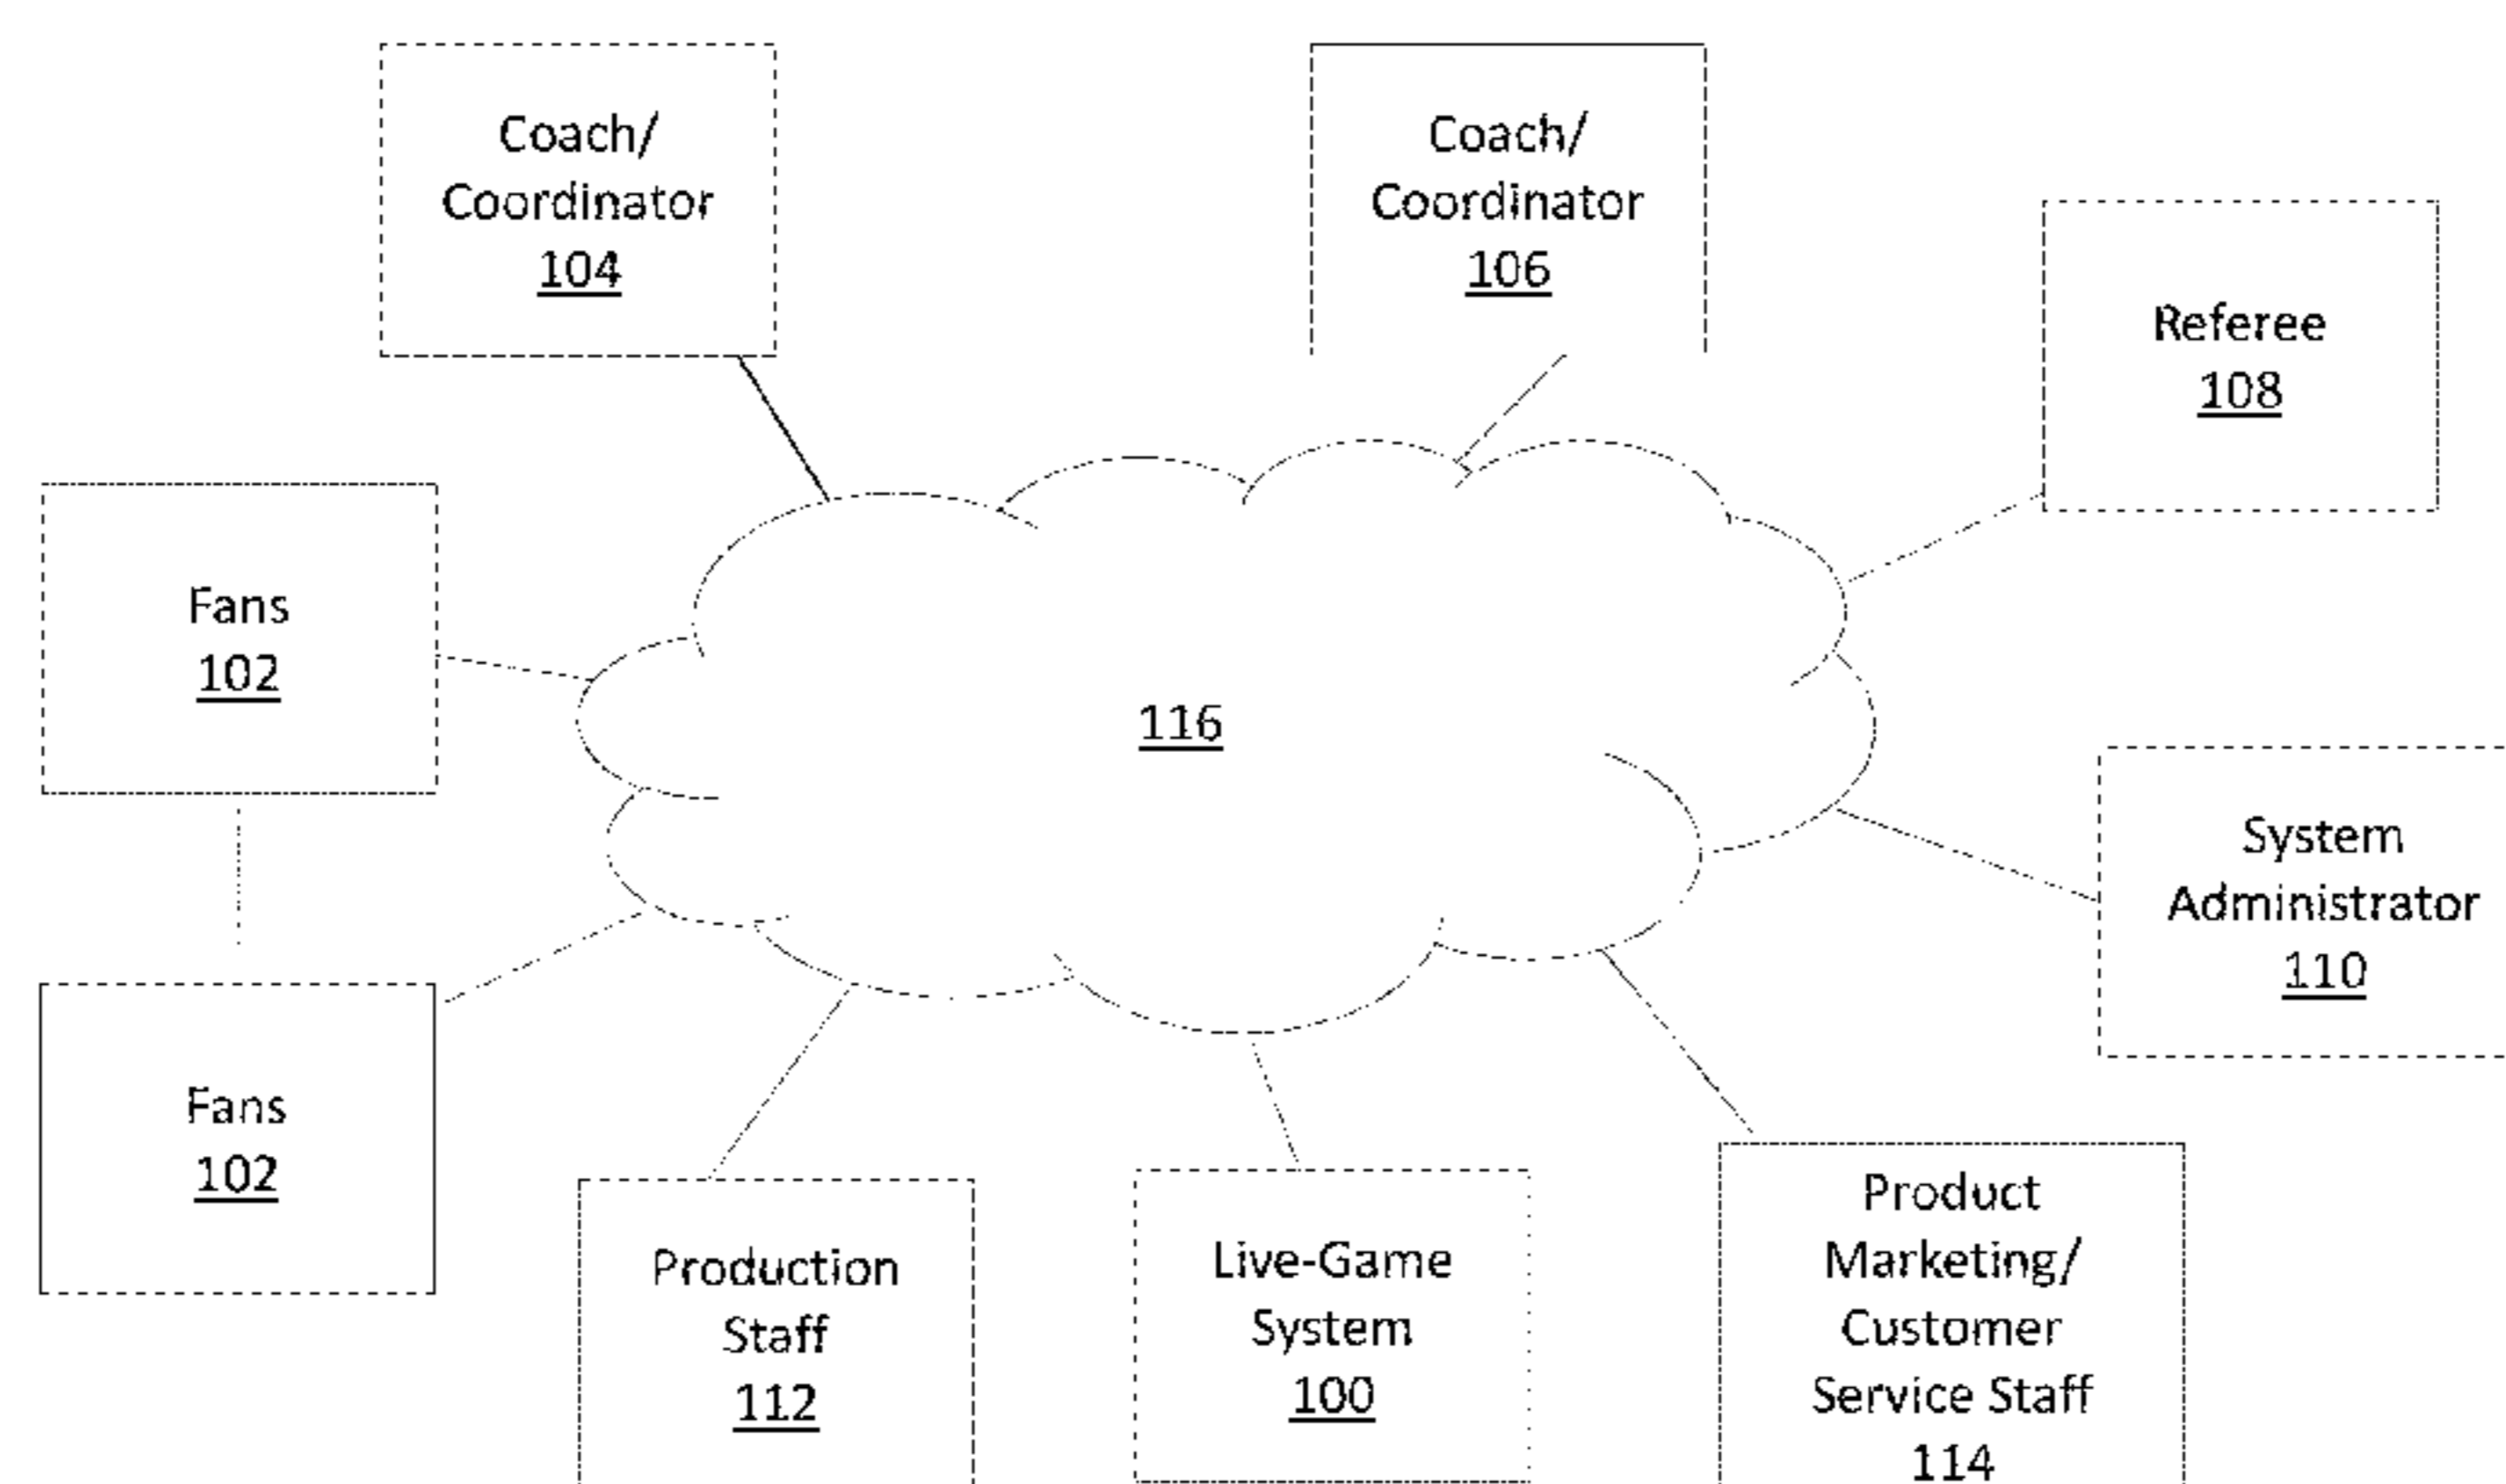 Coach/
Coordinator
104
Coach/
Coordinator
106
Referee
108
Fans
102
116
System
Administrator
110
Fans
102
Production
Staff
112
Live-Game
System
100
Product
Marketing/
Customer
Service Staff
114